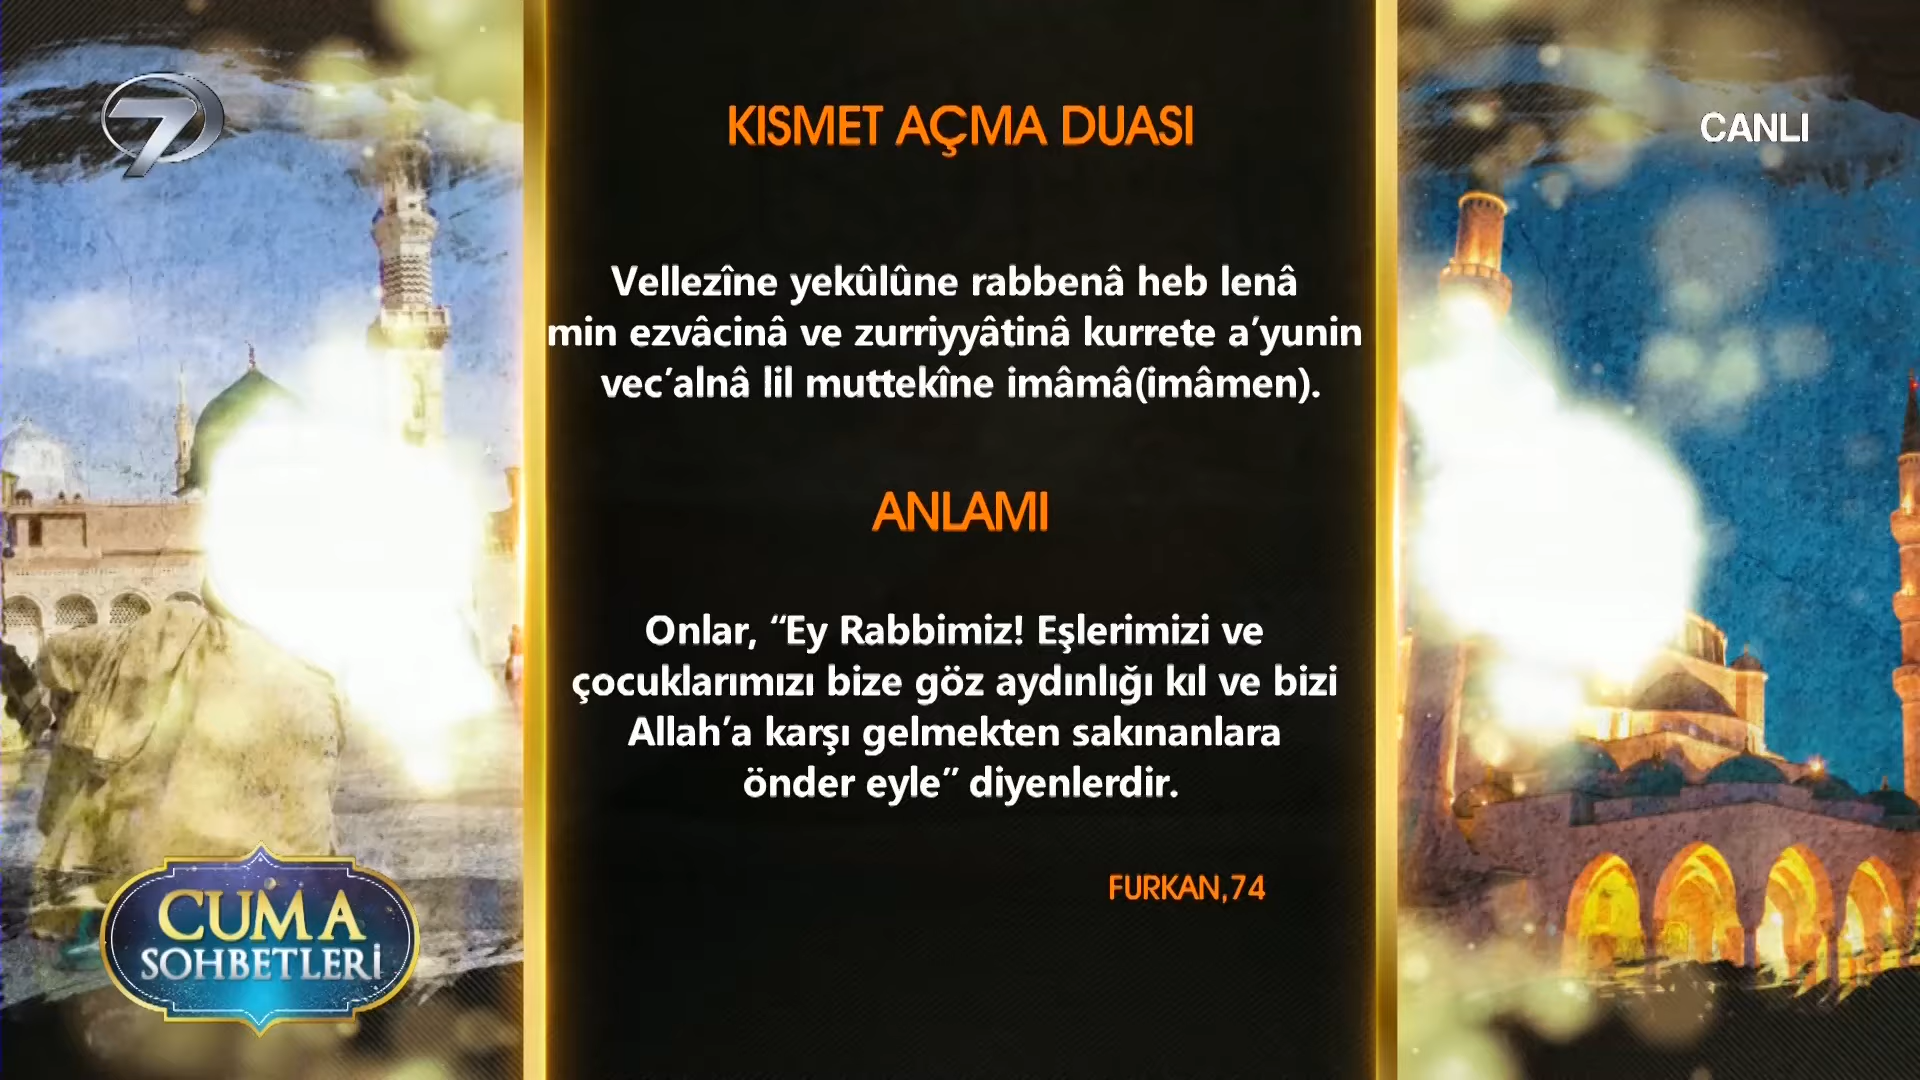 7
CANLI
KISMET AÇMA DUASI
Vellezîne yekûlûne rabbenâ heb lenâ
min ezvâcinâ ve zurriyyâtinâ kurrete a’yunin
vec’alnâ lil muttekîne imâmâ(imâmen).
ANLAMI
Onlar, “Ey Rabbimiz! Eşlerimizi ve
çocuklarımızı bize göz aydınlığı kıl ve bizi
Allah’a karşı gelmekten sakınanlara
önder eyle” diyenlerdir.
FURKAN,74
CUMA
SOHBETLERİ